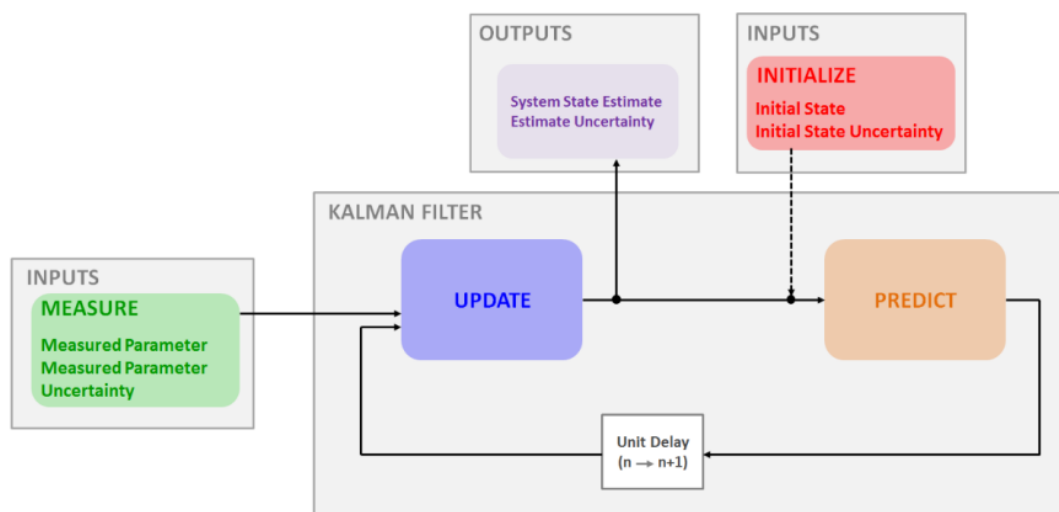 OUTPUTS
System State Estimate
Estimate Uncertainty
INPUTS
INITIALIZE
Initial State
Initial State Uncertainty
KALMAN FILTER
INPUTS
MEASURE
Measured Parameter
Measured Parameter
Uncertainty
UPDATE
PREDICT
Unit Delay
(n → n+1)